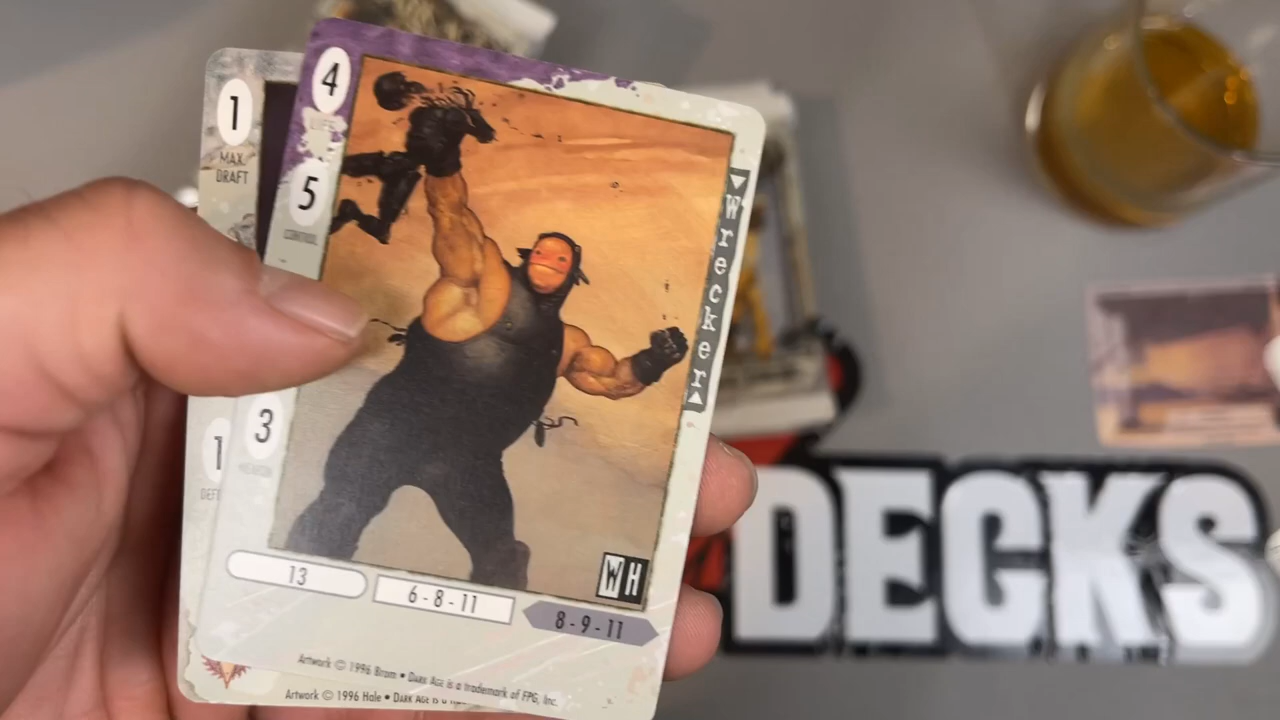 1
MAX.
DRAFT
4
LIFE
5
CONTROL
Wrecker
3
1
WH
13
6-8-11
8-9-11
Artwork © 1996 Brom • DARK AGE is a trademark of FPG, Inc.
Artwork © 1996 Hale • DARK AGE is a
DECKS